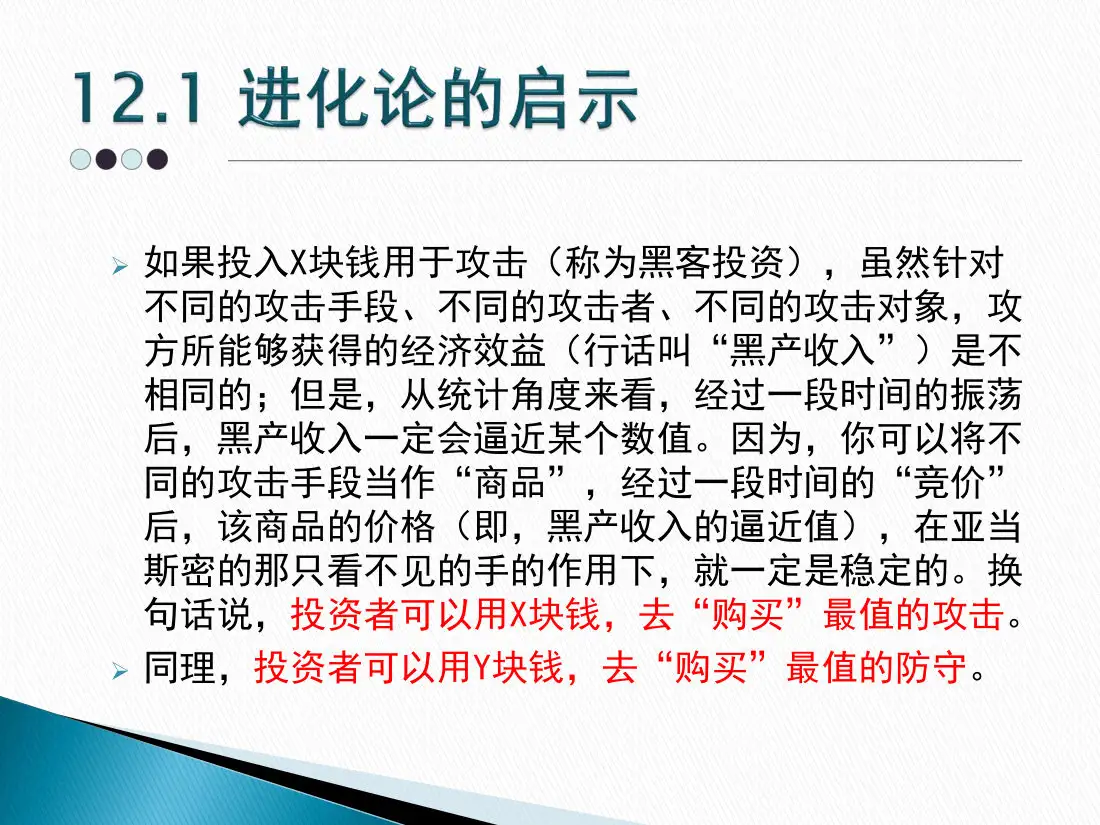 12.1 进化论的启示
如果投入X块钱用于攻击（称为黑客投资），虽然针对
不同的攻击手段、不同的攻击者、不同的攻击对象，攻
方所能够获得的经济效益（行话叫“黑产收入”）是不
相同的；但是，从统计角度来看，经过一段时间的振荡
后，黑产收入一定会逼近某个数值。因为，你可以将不
同的攻击手段当作“商品”，经过一段时间的“竞价”
后，该商品的价格（即，黑产收入的逼近值），在亚当
斯密的那只看不见的手的作用下，就一定是稳定的。换
句话说，投资者可以用X块钱，去“购买”最值的攻击。
同理，投资者可以用Y块钱，去“购买”最值的防守。